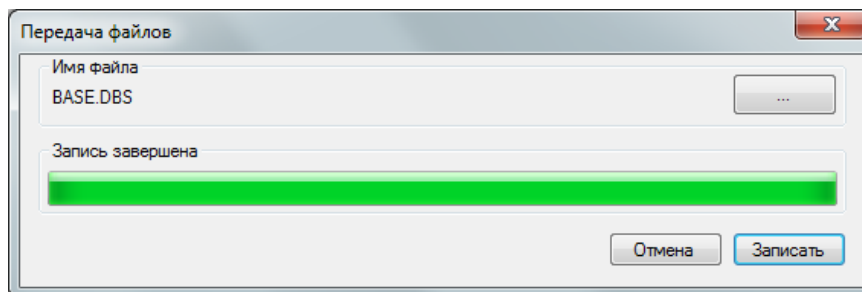 Передача файлов
Имя файла
BASE.DBS
...
Запись завершена
Отмена
Записать